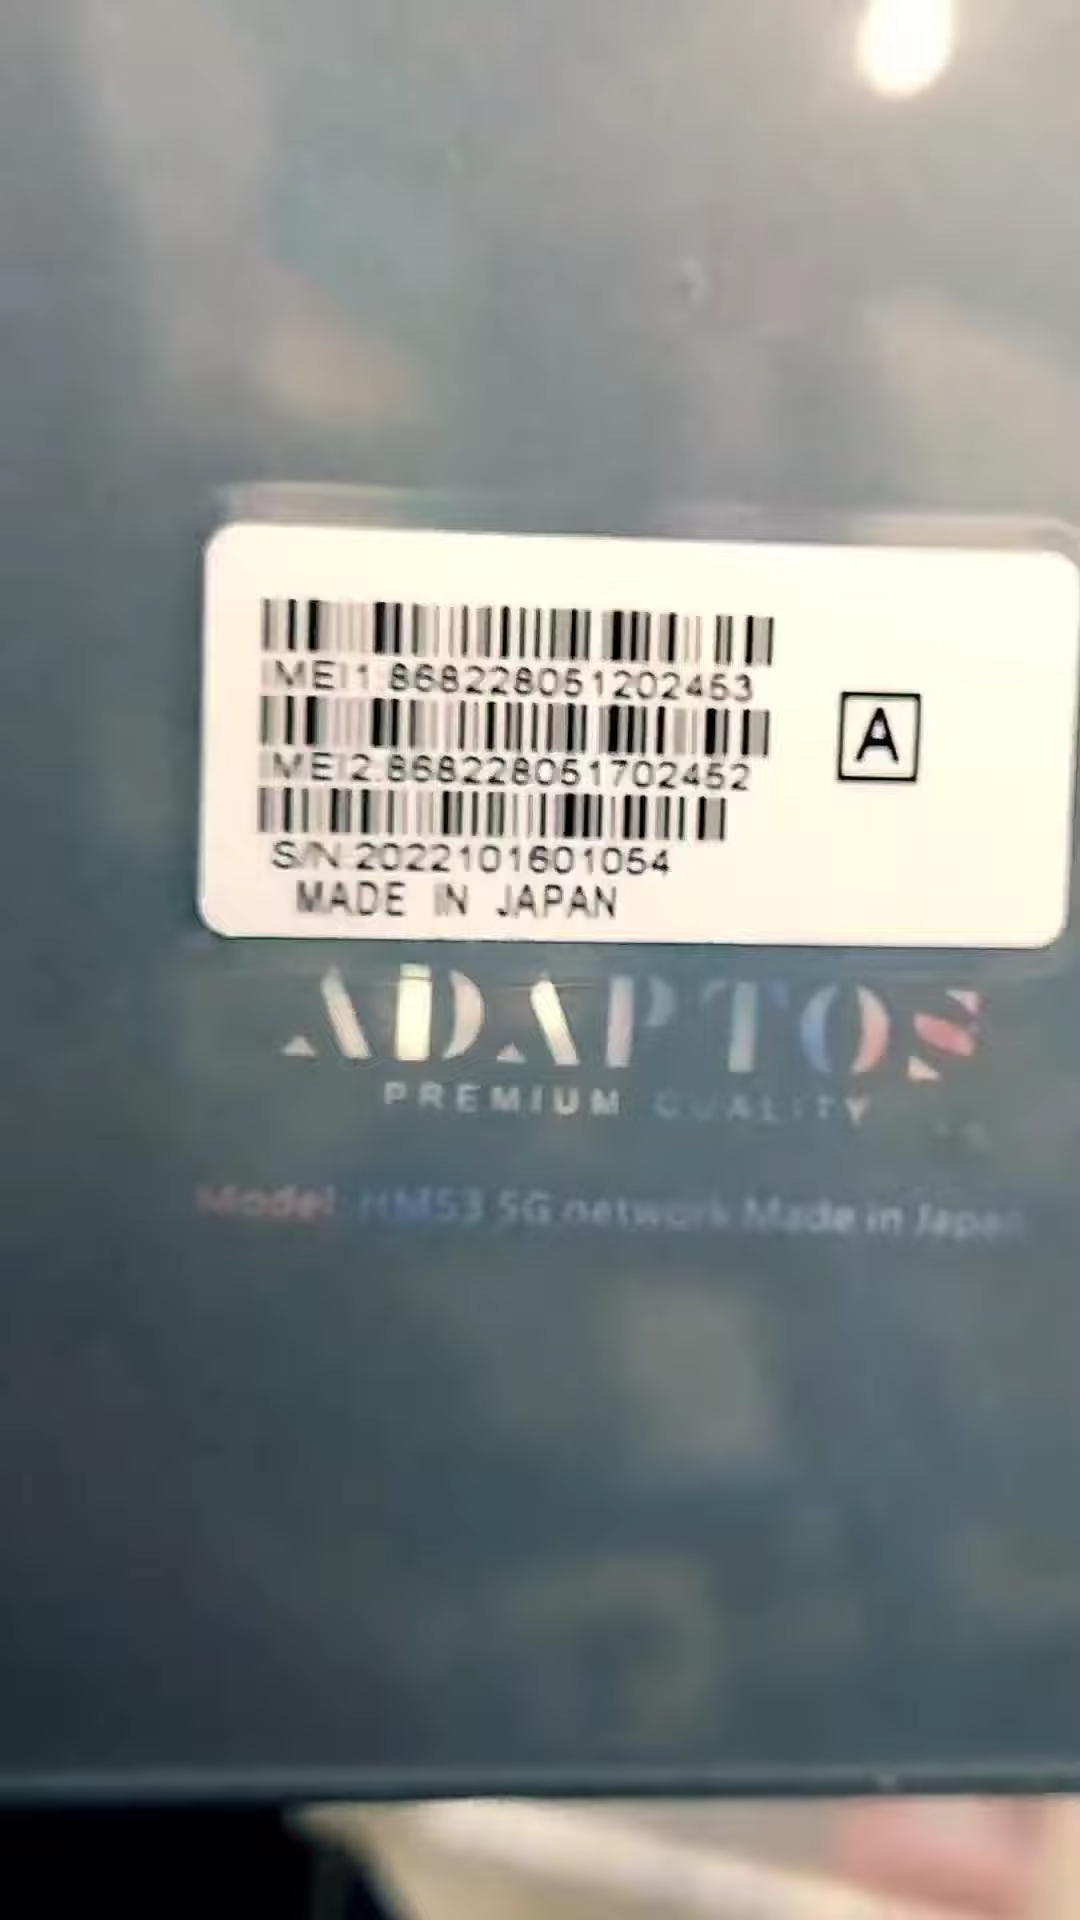 IMEI1:868228051202453
IMEI2:868228051702452
S/N:2022101601054
MADE IN JAPAN
A
ADAPTOS
PREMIUM QUALITY
Model: HM53 5G network Made in Japan